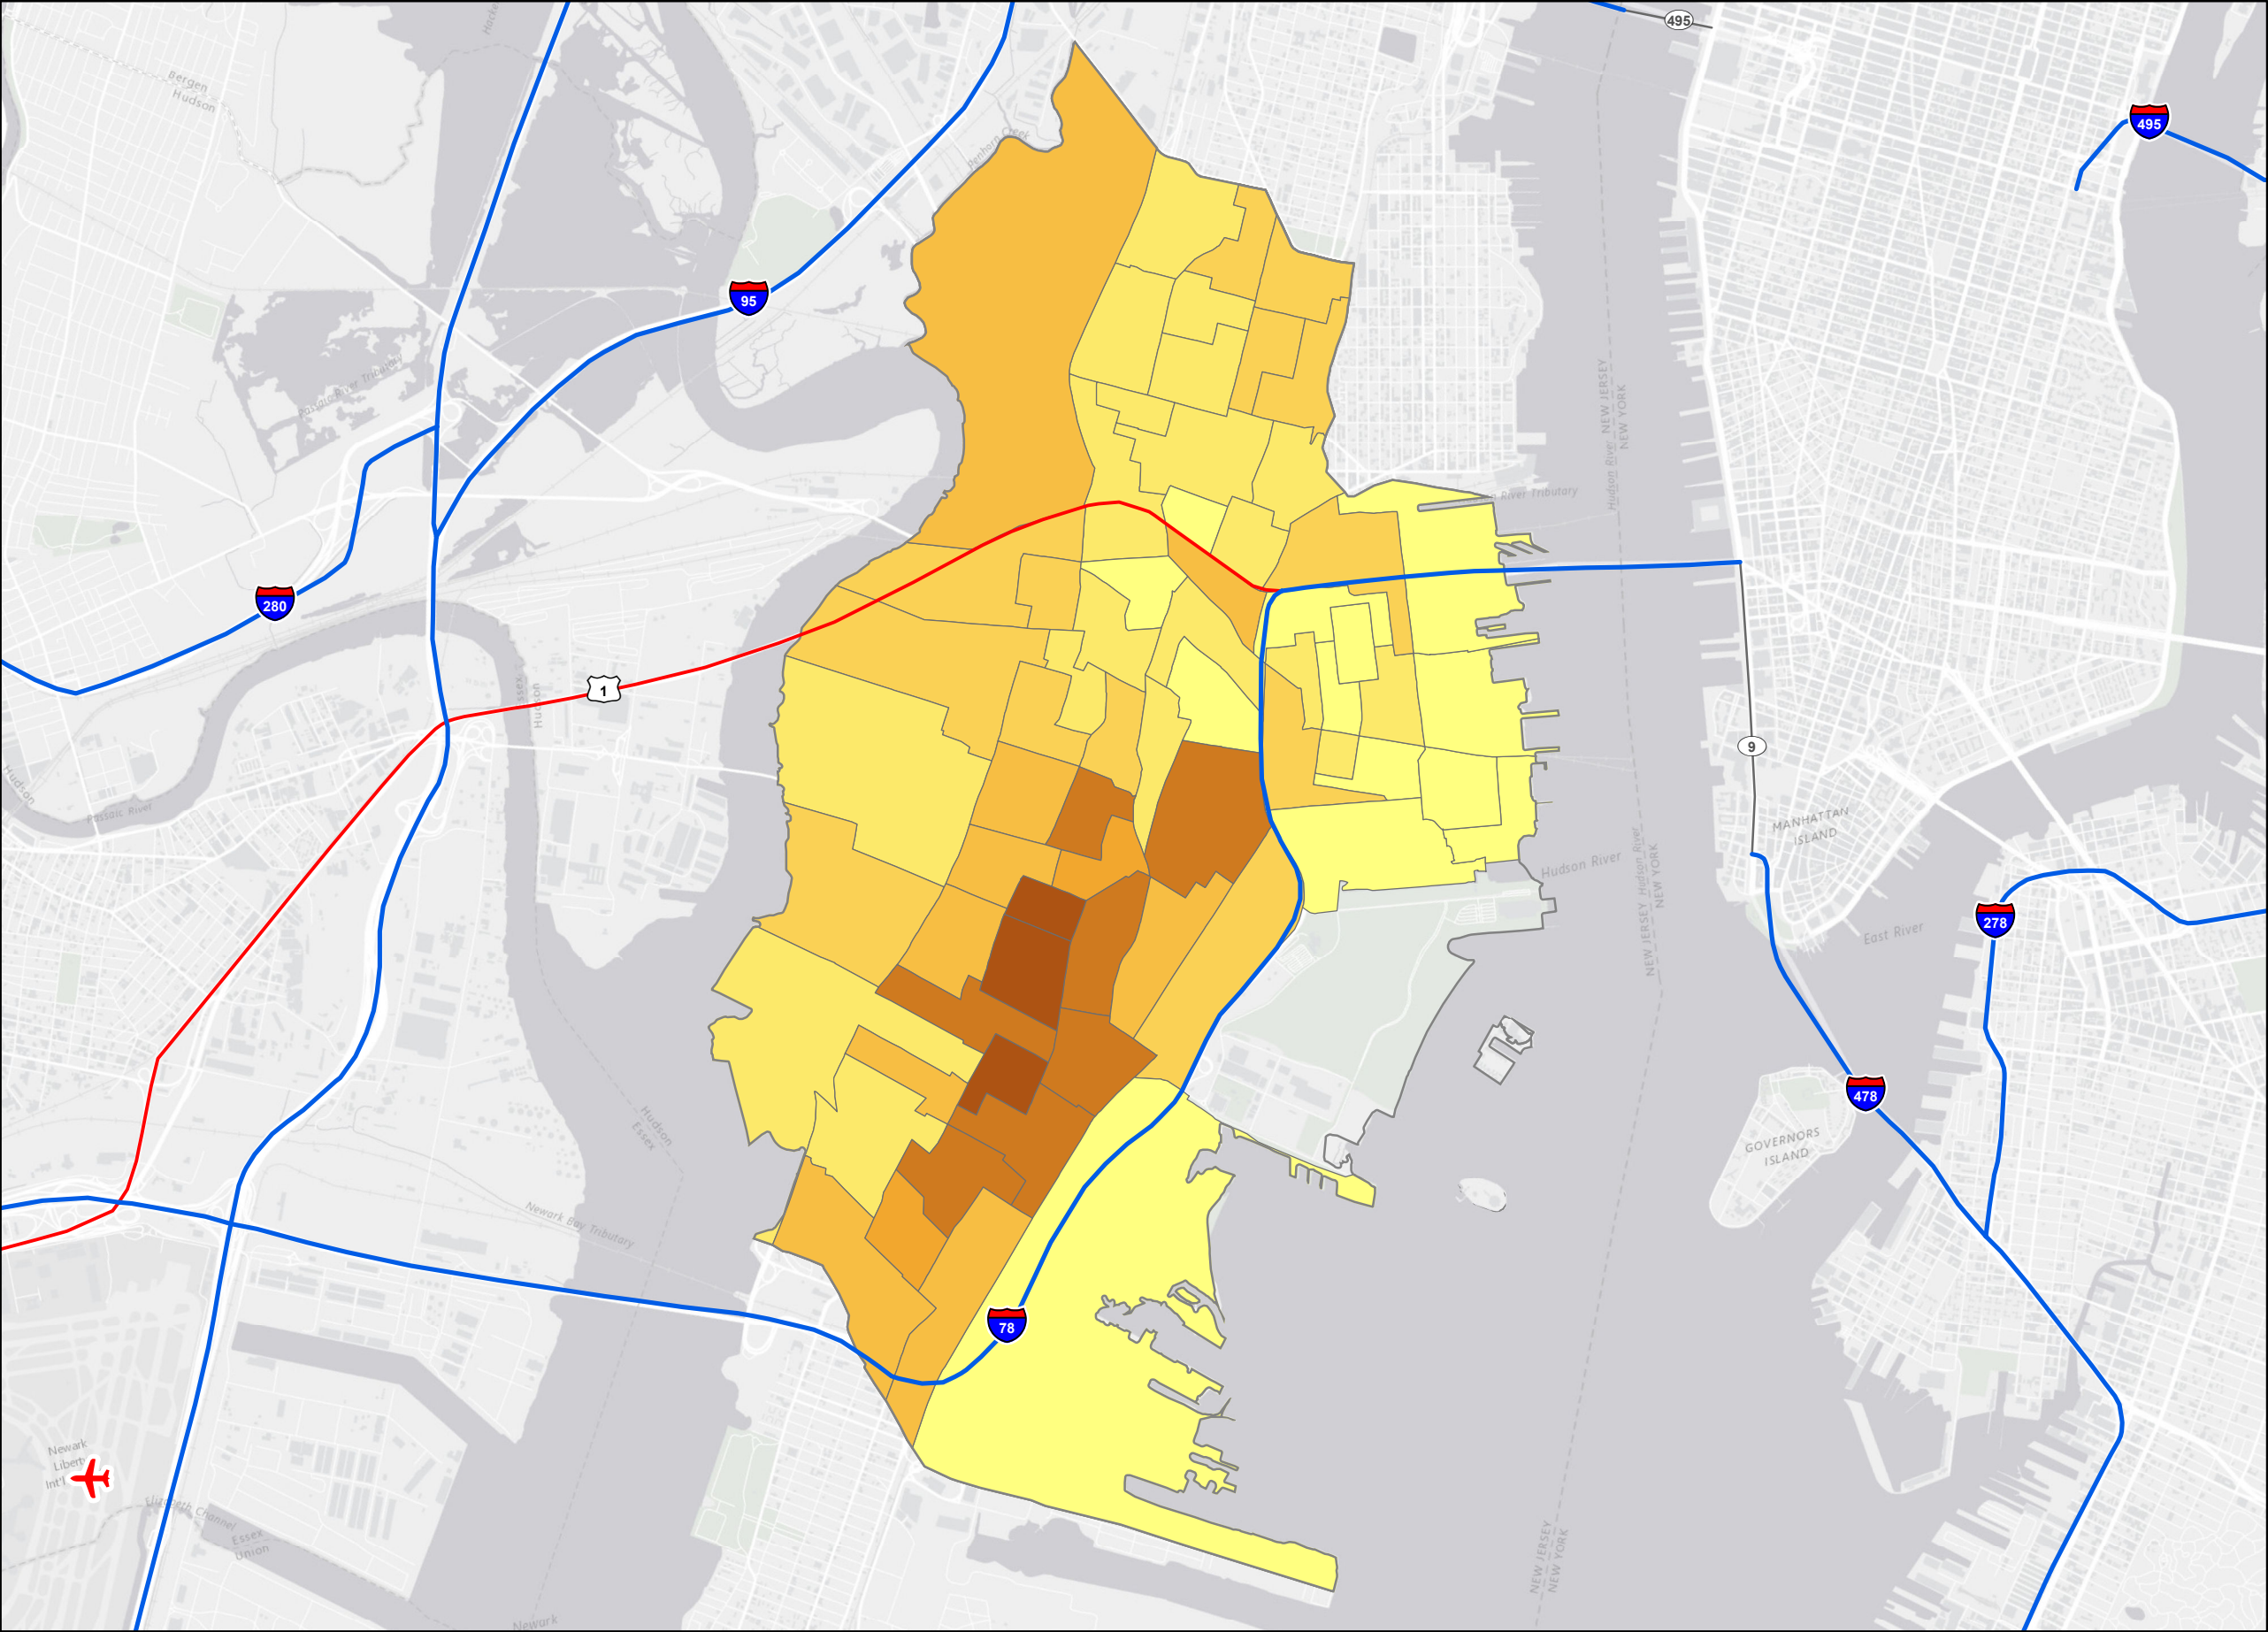 495
Bergen
Hudson
495
Penhorn Creek
95
Passaic River Tributary
NEW JERSEY
NEW YORK
Hudson River
280
Essex
Hudson
1
9
Hudson
Passaic River
MANHATTAN
ISLAND
Hudson River
NEW JERSEY
NEW YORK
Hudson River
278
East River
478
Hudson
Essex
GOVERNORS
ISLAND
Newark Bay Tributary
78
Newark
Liberty
Int'l
Elizabeth Channel
Essex
Union
NEW JERSEY
NEW YORK
Newark